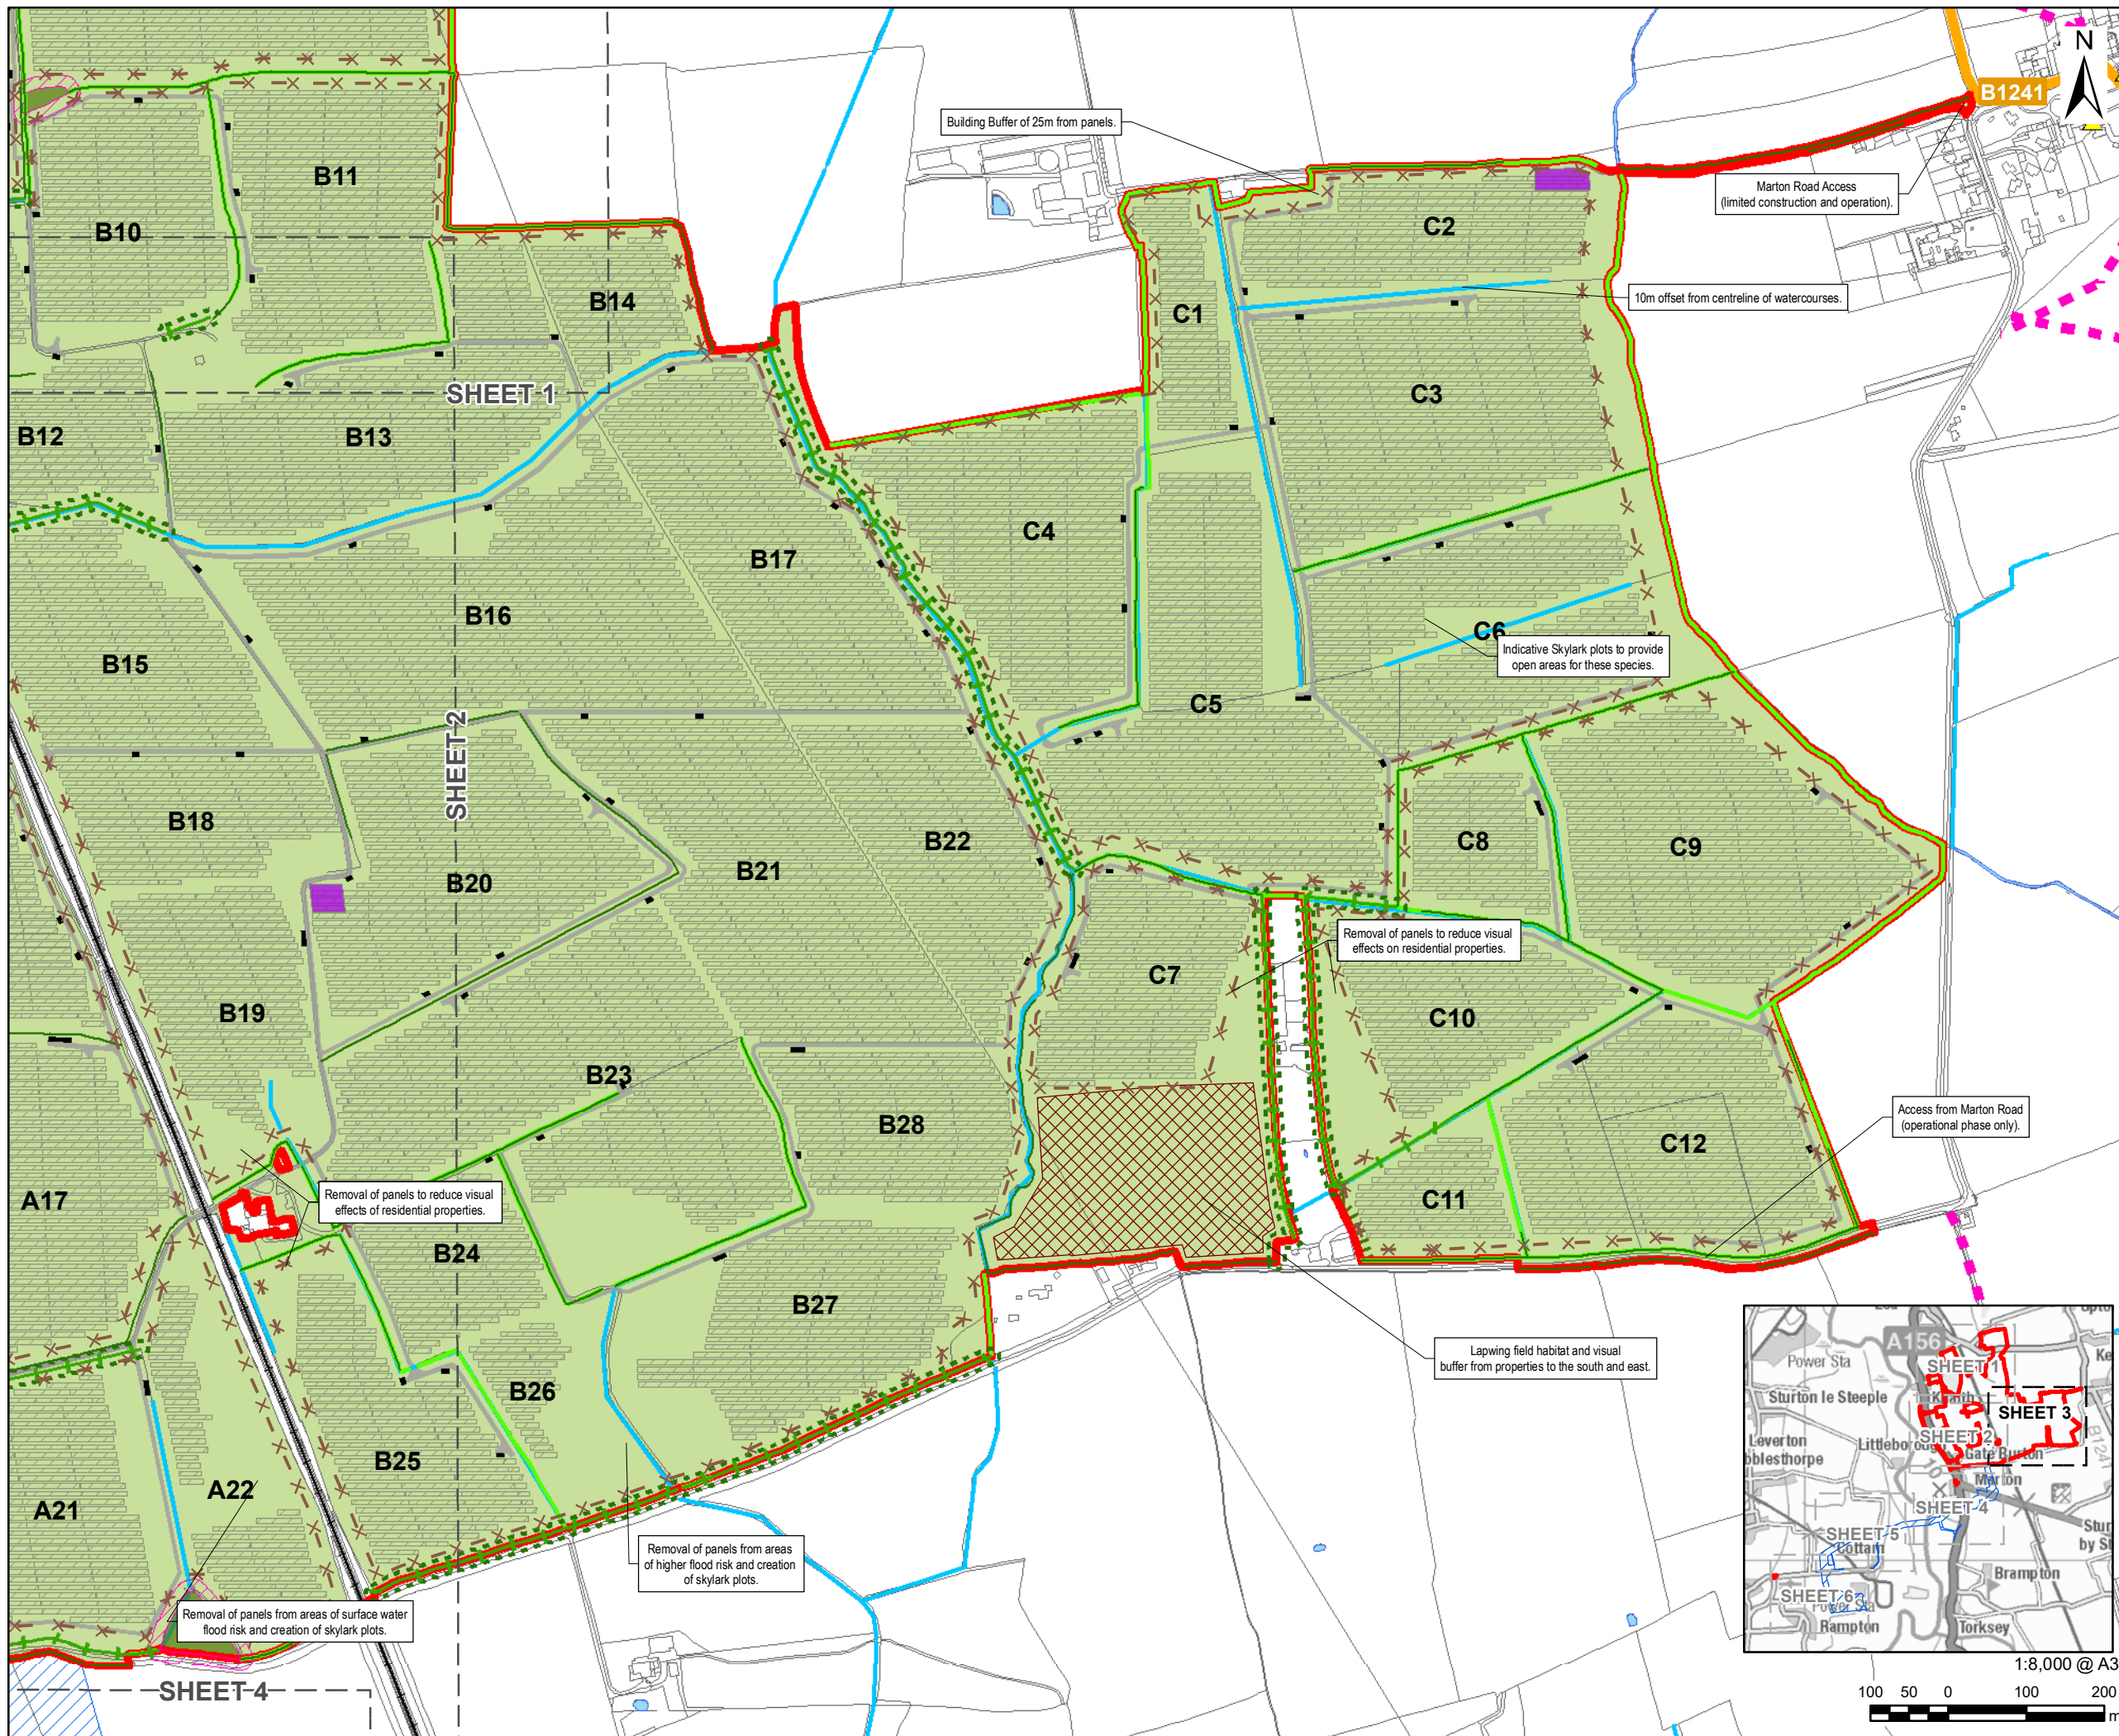 N
B1241
Building Buffer of 25m from panels.
Marton Road Access
(limited construction and operation).
B11
B10
C2
10m offset from centreline of watercourses.
B14
C1
SHEET 1
C3
B12
B13
C4
B17
B16
C6
Indicative Skylark plots to provide
open areas for these species.
B15
C5
SHEET 2
B18
B22
C8
C9
B21
B20
Removal of panels to reduce visual
effects on residential properties.
C7
B19
C10
B23
B28
Access from Marton Road
(operational phase only).
C12
A17
Removal of panels to reduce visual
effects of residential properties.
C11
B24
B27
Lapwing field habitat and visual
buffer from properties to the south and east.
B26
B25
A22
A21
Removal of panels from areas
of higher flood risk and creation
of skylark plots.
Removal of panels from areas of surface water
flood risk and creation of skylark plots.
SHEET 4
A156
Power Sta
SHEET 1
Sturton le Steeple
SHEET 3
SHEET 2
Leverton
Gate Burton
Marton
SHEET 4
SHEET 5
Cottam
Brampton
SHEET 6
Power Sta
Rampton
Torksey
1:8,000 @ A3
100 50 0 100 200
m